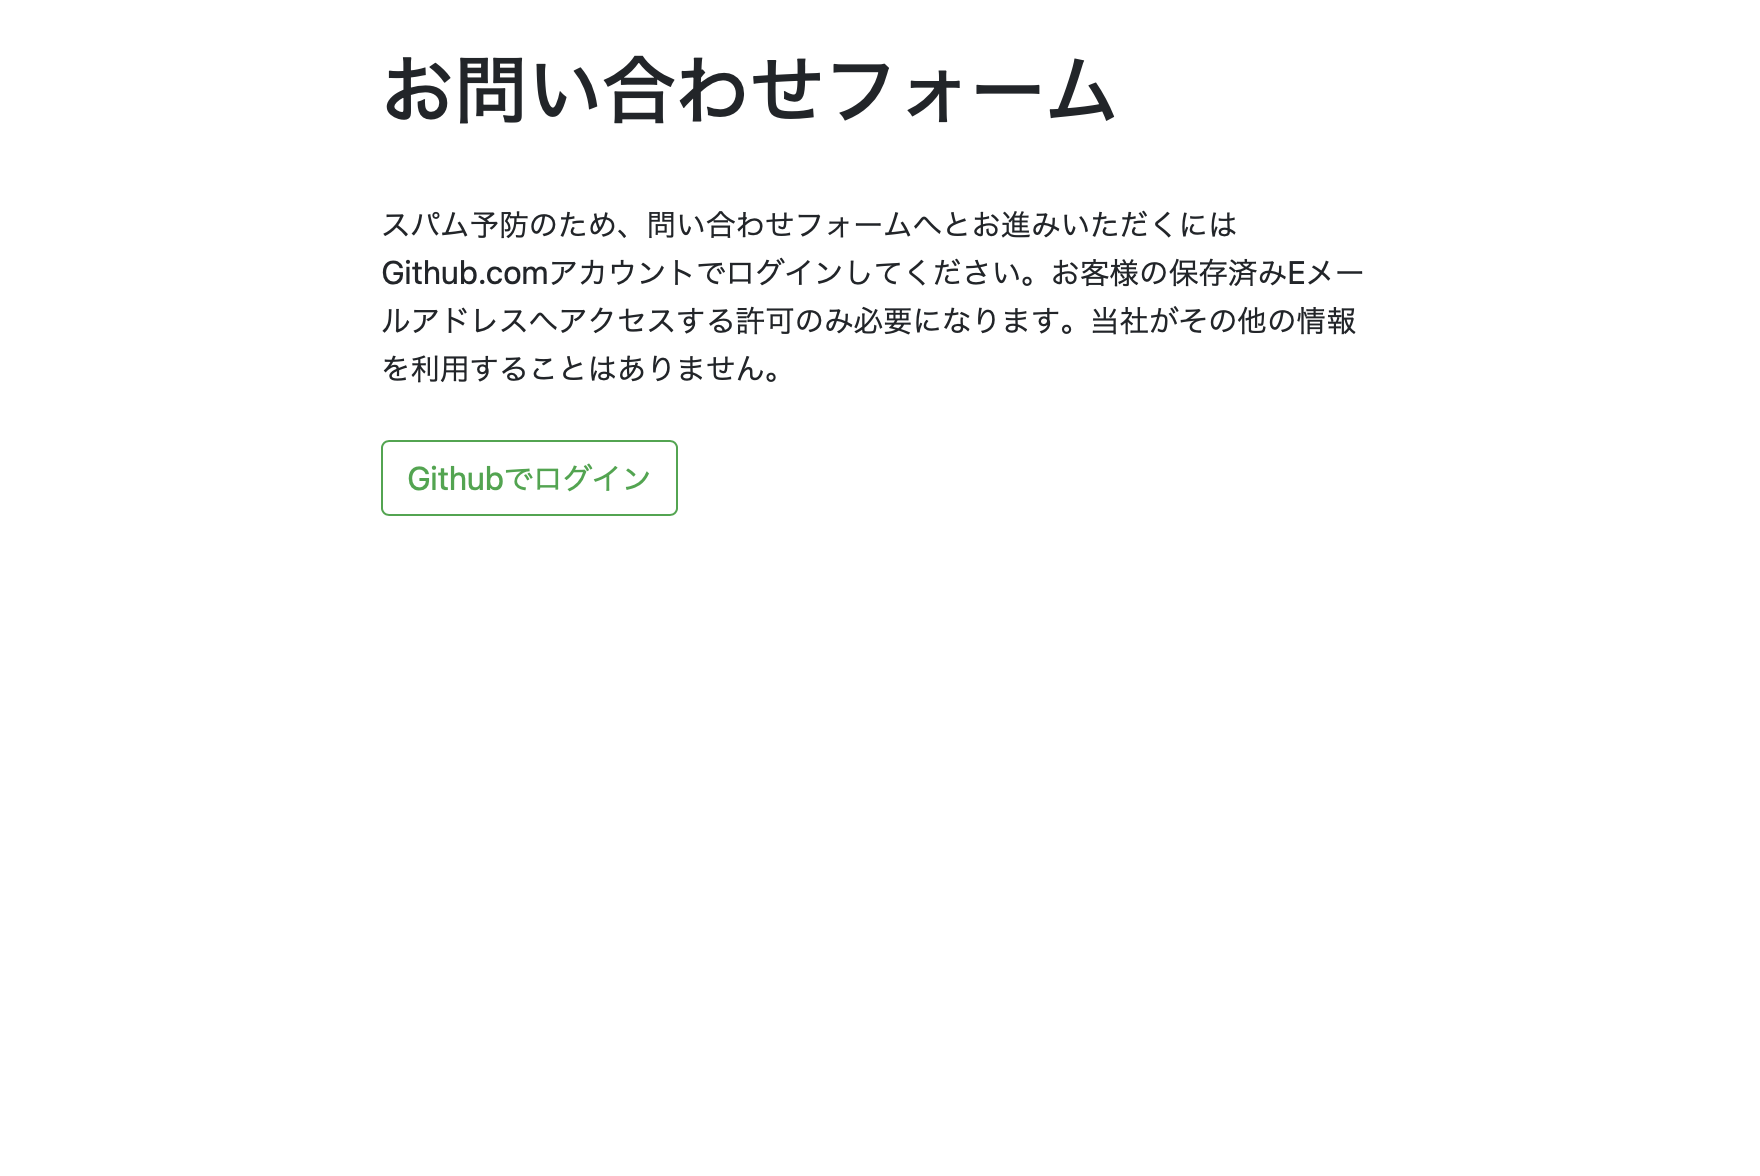 お問い合わせフォーム
スパム予防のため、問い合わせフォームへとお進みいただくには
Github.comアカウントでログインしてください。お客様の保存済みEメー
ルアドレスへアクセスする許可のみ必要になります。当社がその他の情報
を利用することはありません。
Githubでログイン